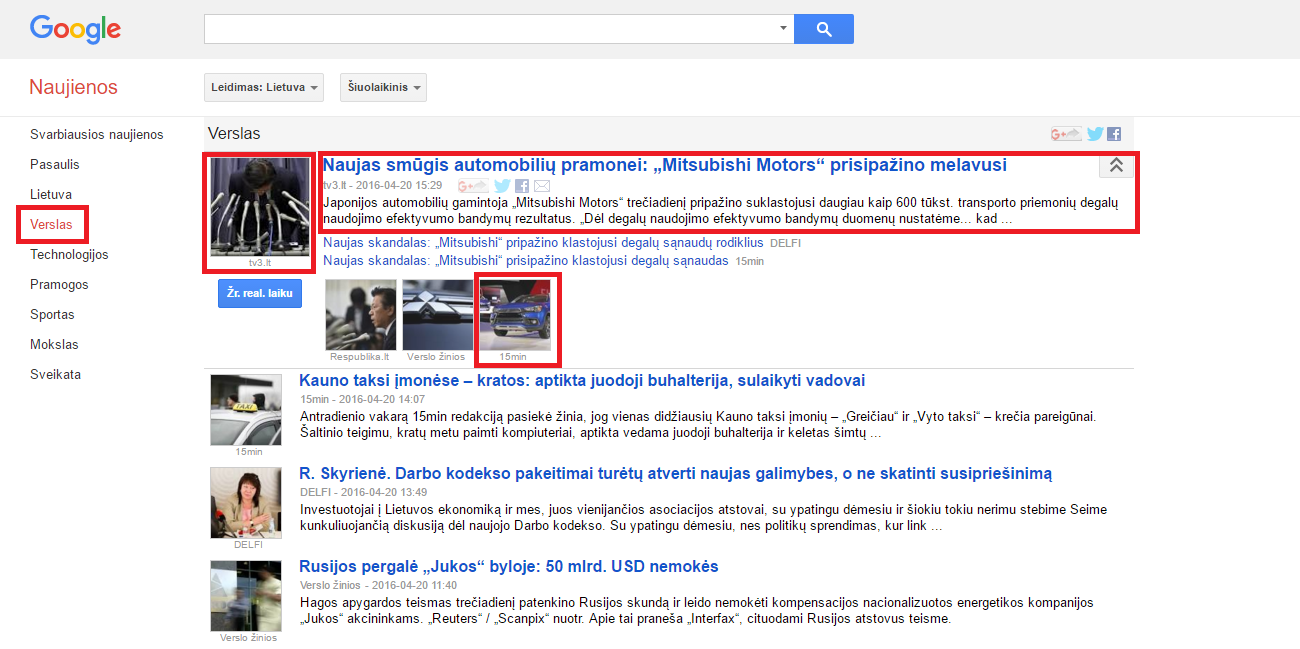 Google
Naujienos
Leidimas: Lietuva
Šiuolaikinis
Svarbiausios naujienos
Pasaulis
Lietuva
Verslas
Technologijos
Pramogos
Sportas
Mokslas
Sveikata
Verslas
G+
Naujas smūgis automobilių pramonei: „Mitsubishi Motors“ prisipažino melavusi
tv3.lt - 2016-04-20 15:29
G+
Japonijos automobilių gamintoja „Mitsubishi Motors“ trečiadienį pripažino suklastojusi daugiau kaip 600 tūkst. transporto priemonių degalų
naudojimo efektyvumo bandymų rezultatus. „Dėl degalų naudojimo efektyvumo bandymų duomenų nustatėme... kad ...
tv3.lt
Naujas skandalas: „Mitsubishi“ pripažino klastojusi degalų sąnaudų rodiklius DELFI
Naujas skandalas: „Mitsubishi“ prisipažino klastojusi degalų sąnaudas 15min
Žr. real. laiku
Respublika.lt
Verslo žinios
15min
Kauno taksi įmonėse – kratos: aptikta juodoji buhalterija, sulaikyti vadovai
15min - 2016-04-20 14:07
Antradienio vakarą 15min redakciją pasiekė žinia, jog vienas didžiausių Kauno taksi įmonių – „Greičiau“ ir „Vyto taksi“ – krečia pareigūnai.
Šaltinio teigimu, kratų metu paimti kompiuteriai, aptikta vedama juodoji buhalterija ir keletas šimtų ...
TAXI
15min
R. Skyrienė. Darbo kodekso pakeitimai turėtų atverti naujas galimybes, o ne skatinti susipriešinimą
DELFI - 2016-04-20 13:49
Investuotojai į Lietuvos ekonomiką ir mes, juos vienijančios asociacijos atstovai, su ypatingu dėmesiu ir šiokiu tokiu nerimu stebime Seime
kunkuliuojančią diskusiją dėl naujojo Darbo kodekso. Su ypatingu dėmesiu, nes politikų sprendimas, kur link ...
DELFI
Rusijos pergalė „Jukos“ byloje: 50 mlrd. USD nemokės
Verslo žinios - 2016-04-20 11:40
Hagos apygardos teismas trečiadienį patenkino Rusijos skundą ir leido nemokėti kompensacijos nacionalizuotos energetikos kompanijos
„Jukos“ akcininkams. „Reuters“ / „Scanpix“ nuotr. Apie tai praneša „Interfax“, cituodami Rusijos atstovus teisme.
Verslo žinios